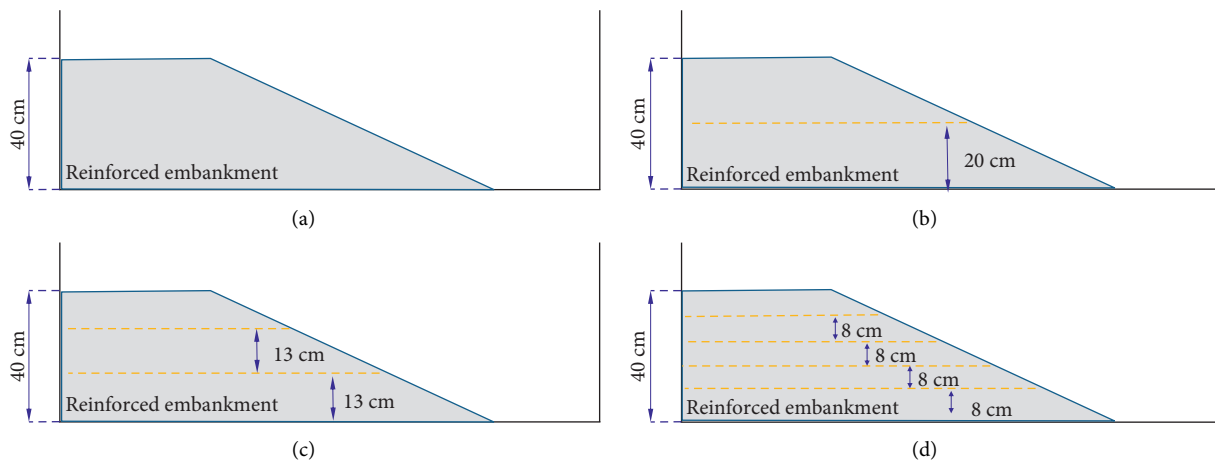 40 cm
Reinforced embankment
(a)
40 cm
20 cm
Reinforced embankment
(b)
40 cm
13 cm
13 cm
Reinforced embankment
(c)
40 cm
8 cm
8 cm
8 cm
8 cm
Reinforced embankment
(d)